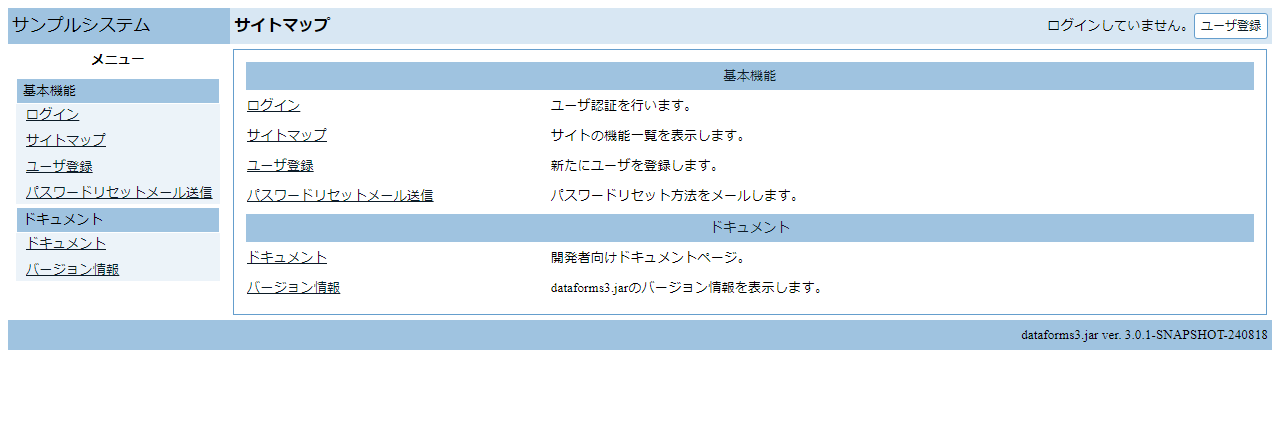 サンプルシステム
サイトマップ
ログインしていません。 ユーザ登録
メニュー
基本機能
ログイン
サイトマップ
ユーザ登録
パスワードリセットメール送信
ドキュメント
ドキュメント
バージョン情報
基本機能
ログイン ユーザ認証を行います。
サイトマップ サイトの機能一覧を表示します。
ユーザ登録 新たにユーザを登録します。
パスワードリセットメール送信 パスワードリセット方法をメールします。
ドキュメント
ドキュメント 開発者向けドキュメントページ。
バージョン情報 dataforms3.jarのバージョン情報を表示します。
dataforms3.jar ver. 3.0.1-SNAPSHOT-240818